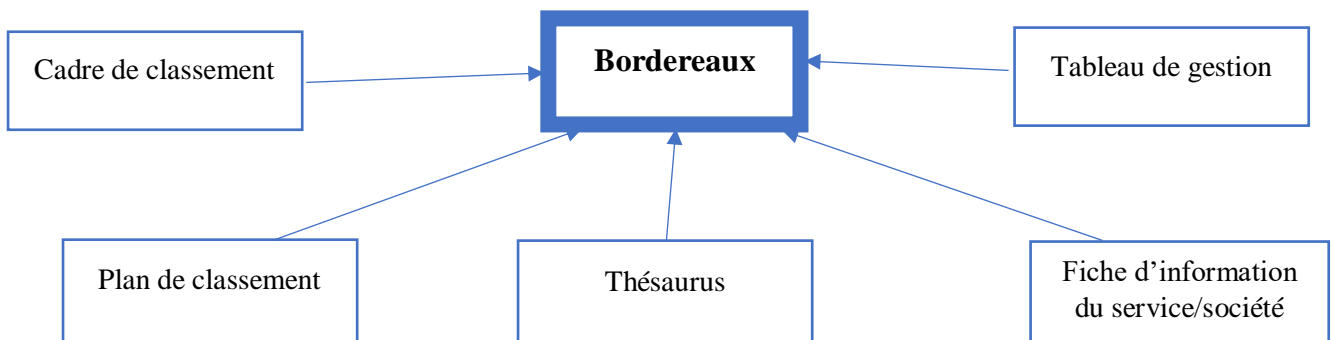 Bordereaux
Cadre de classement
Tableau de gestion
Plan de classement
Thésaurus
Fiche d’information
du service/société